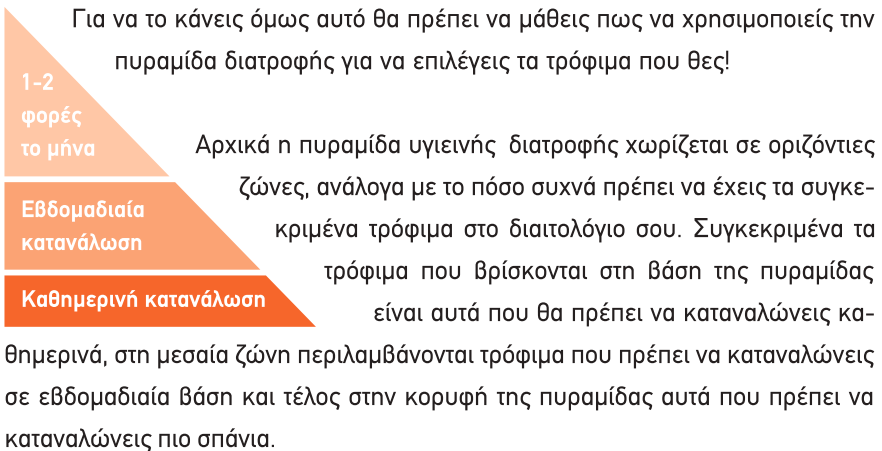 Για να το κάνεις όμως αυτό θα πρέπει να μάθεις πως να χρησιμοποιείς την
πυραμίδα διατροφής για να επιλέγεις τα τρόφιμα που θες!
1-2
φορές
το μήνα
Αρχικά η πυραμίδα υγιεινής διατροφής χωρίζεται σε οριζόντιες
ζώνες, ανάλογα με το πόσο συχνά πρέπει να έχεις τα συγκε-
κριμένα τρόφιμα στο διαιτολόγιο σου. Συγκεκριμένα τα
τρόφιμα που βρίσκονται στη βάση της πυραμίδας
είναι αυτά που θα πρέπει να καταναλώνεις κα-
θημερινά, στη μεσαία ζώνη περιλαμβάνονται τρόφιμα που πρέπει να καταναλώνεις
σε εβδομαδιαία βάση και τέλος στην κορυφή της πυραμίδας αυτά που πρέπει να
καταναλώνεις πιο σπάνια.
Εβδομαδιαία
κατανάλωση
Καθημερινή κατανάλωση